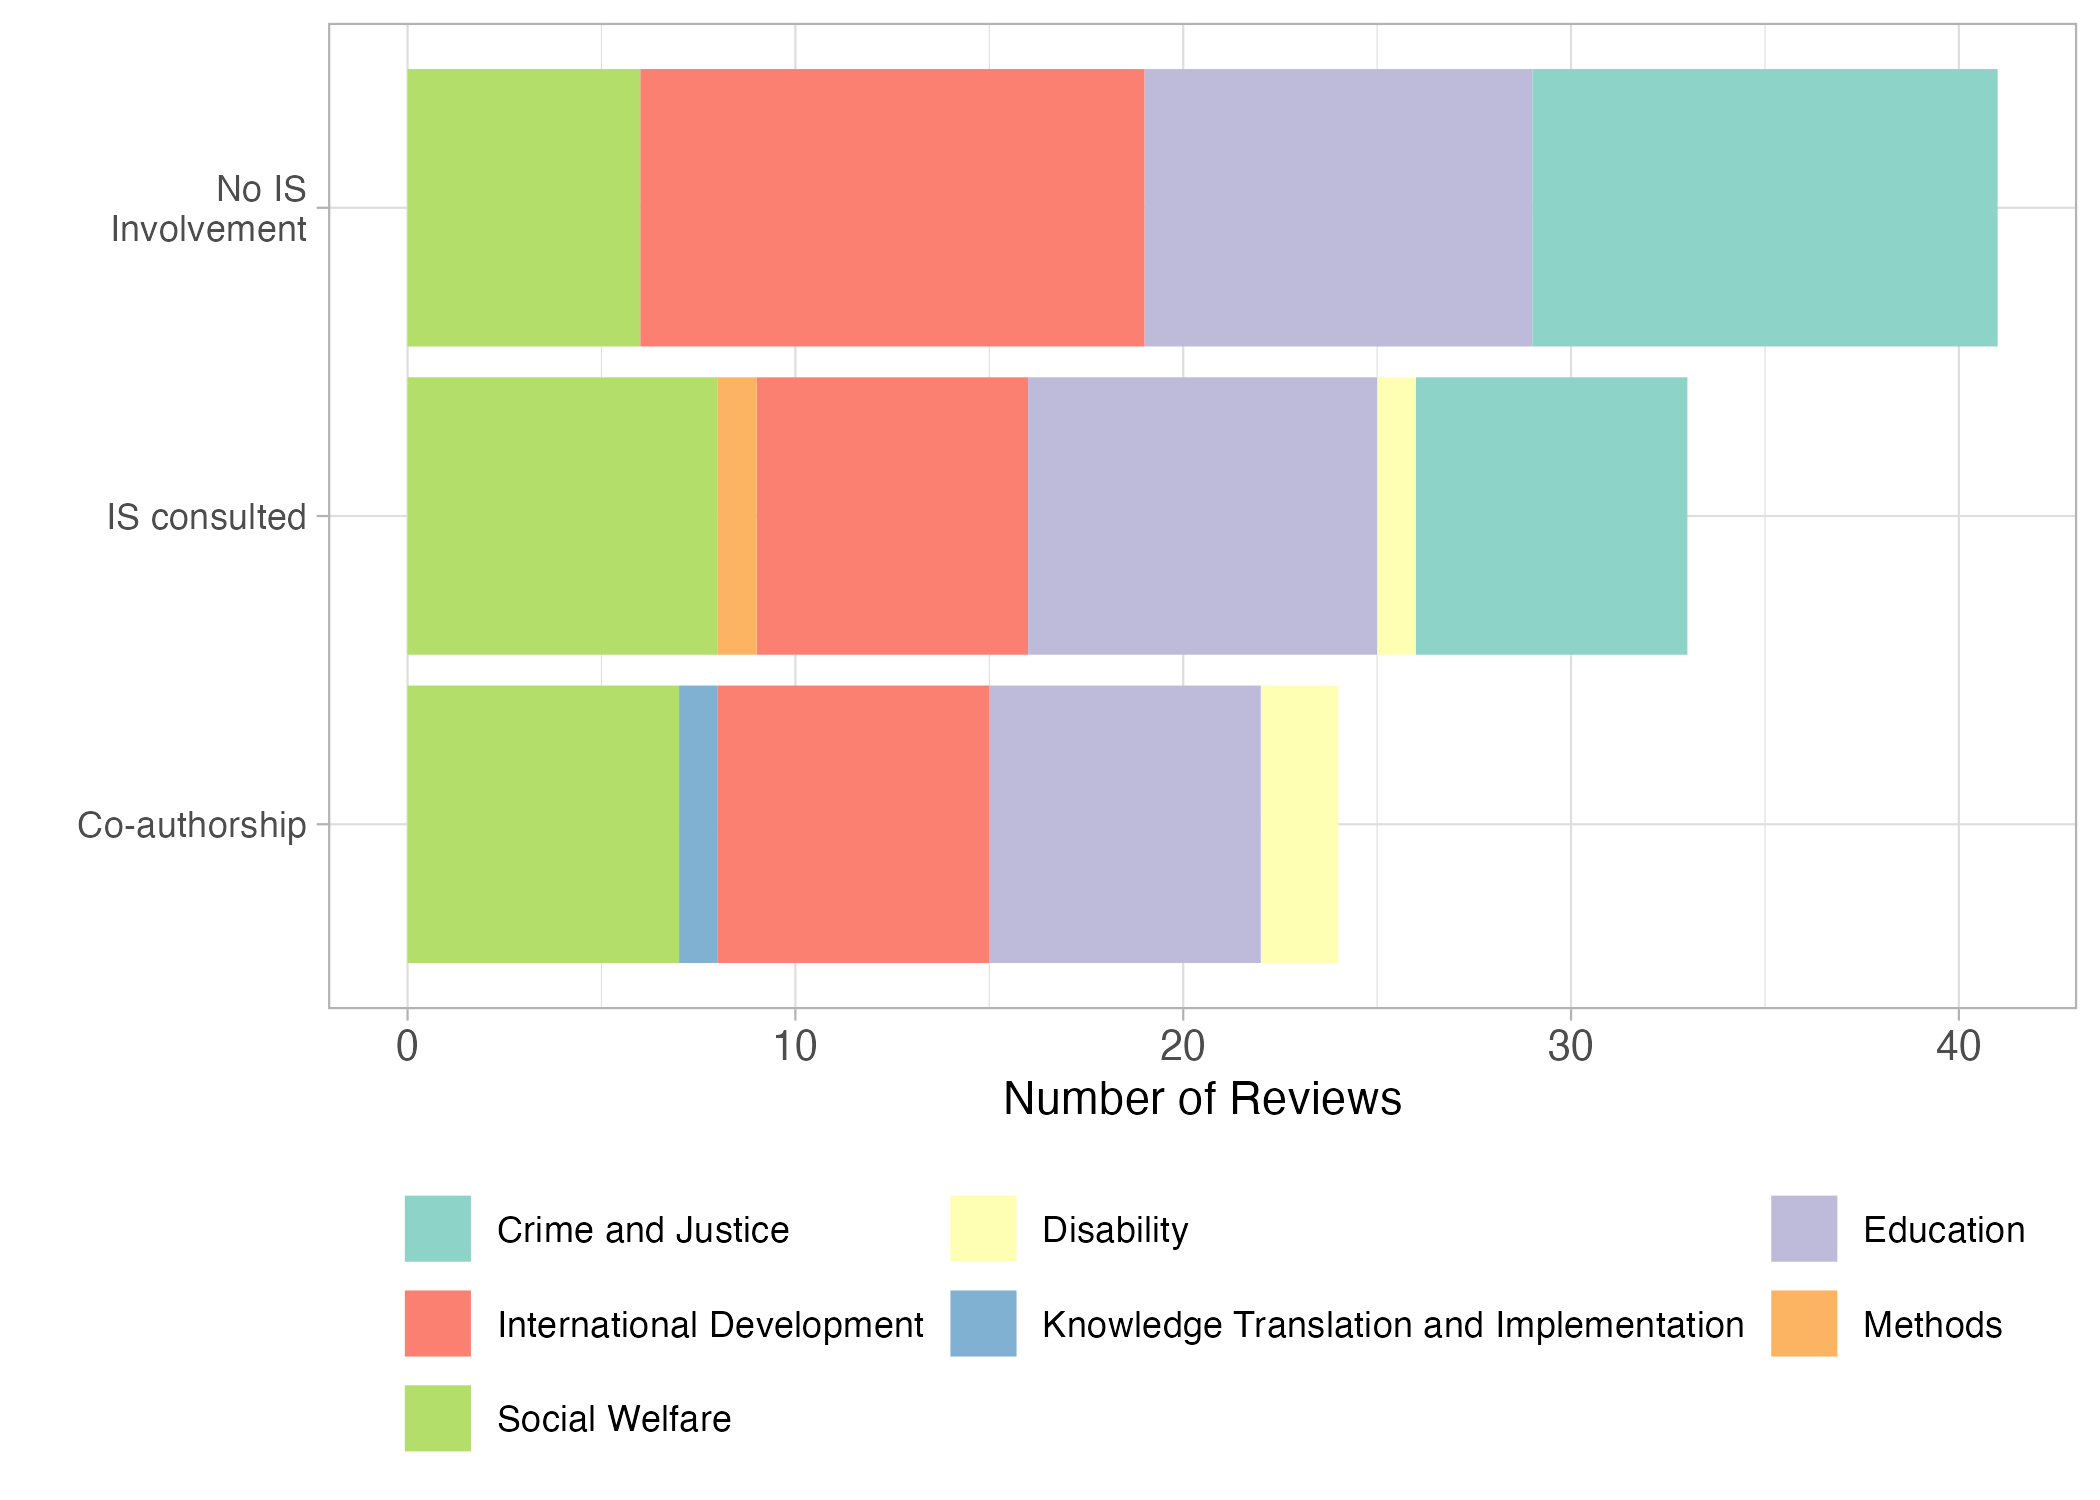 No IS
Involvement
IS consulted
Co-authorship
0 10 20 30 40
Number of Reviews
Crime and Justice Disability Education
International Development Knowledge Translation and Implementation Methods
Social Welfare